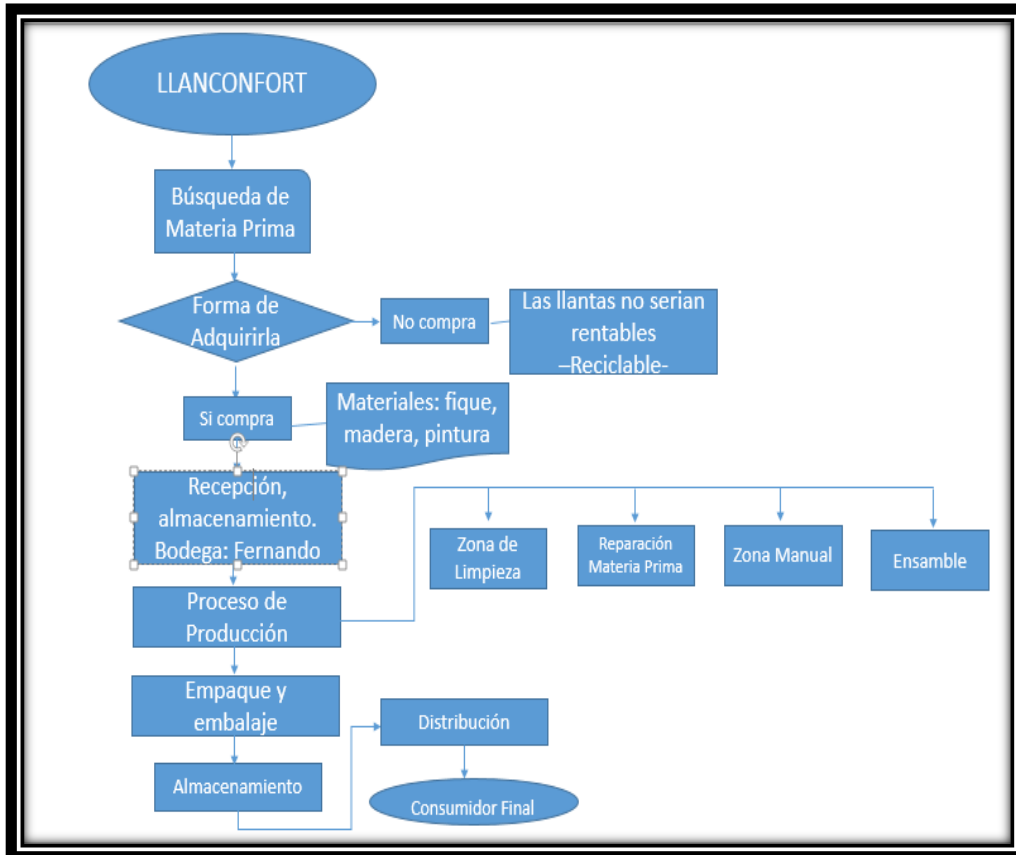 LLANCONFORT
Búsqueda de
Materia Prima
Forma de
Adquirirla
No compra
Las llantas no serian
rentables
–Reciclable-
Si compra
Materiales: fique,
madera, pintura
Recepción,
almacenamiento.
Bodega: Fernando
Zona de
Limpieza
Reparación
Materia Prima
Zona Manual
Ensamble
Proceso de
Producción
Empaque y
embalaje
Distribución
Almacenamiento
Consumidor Final